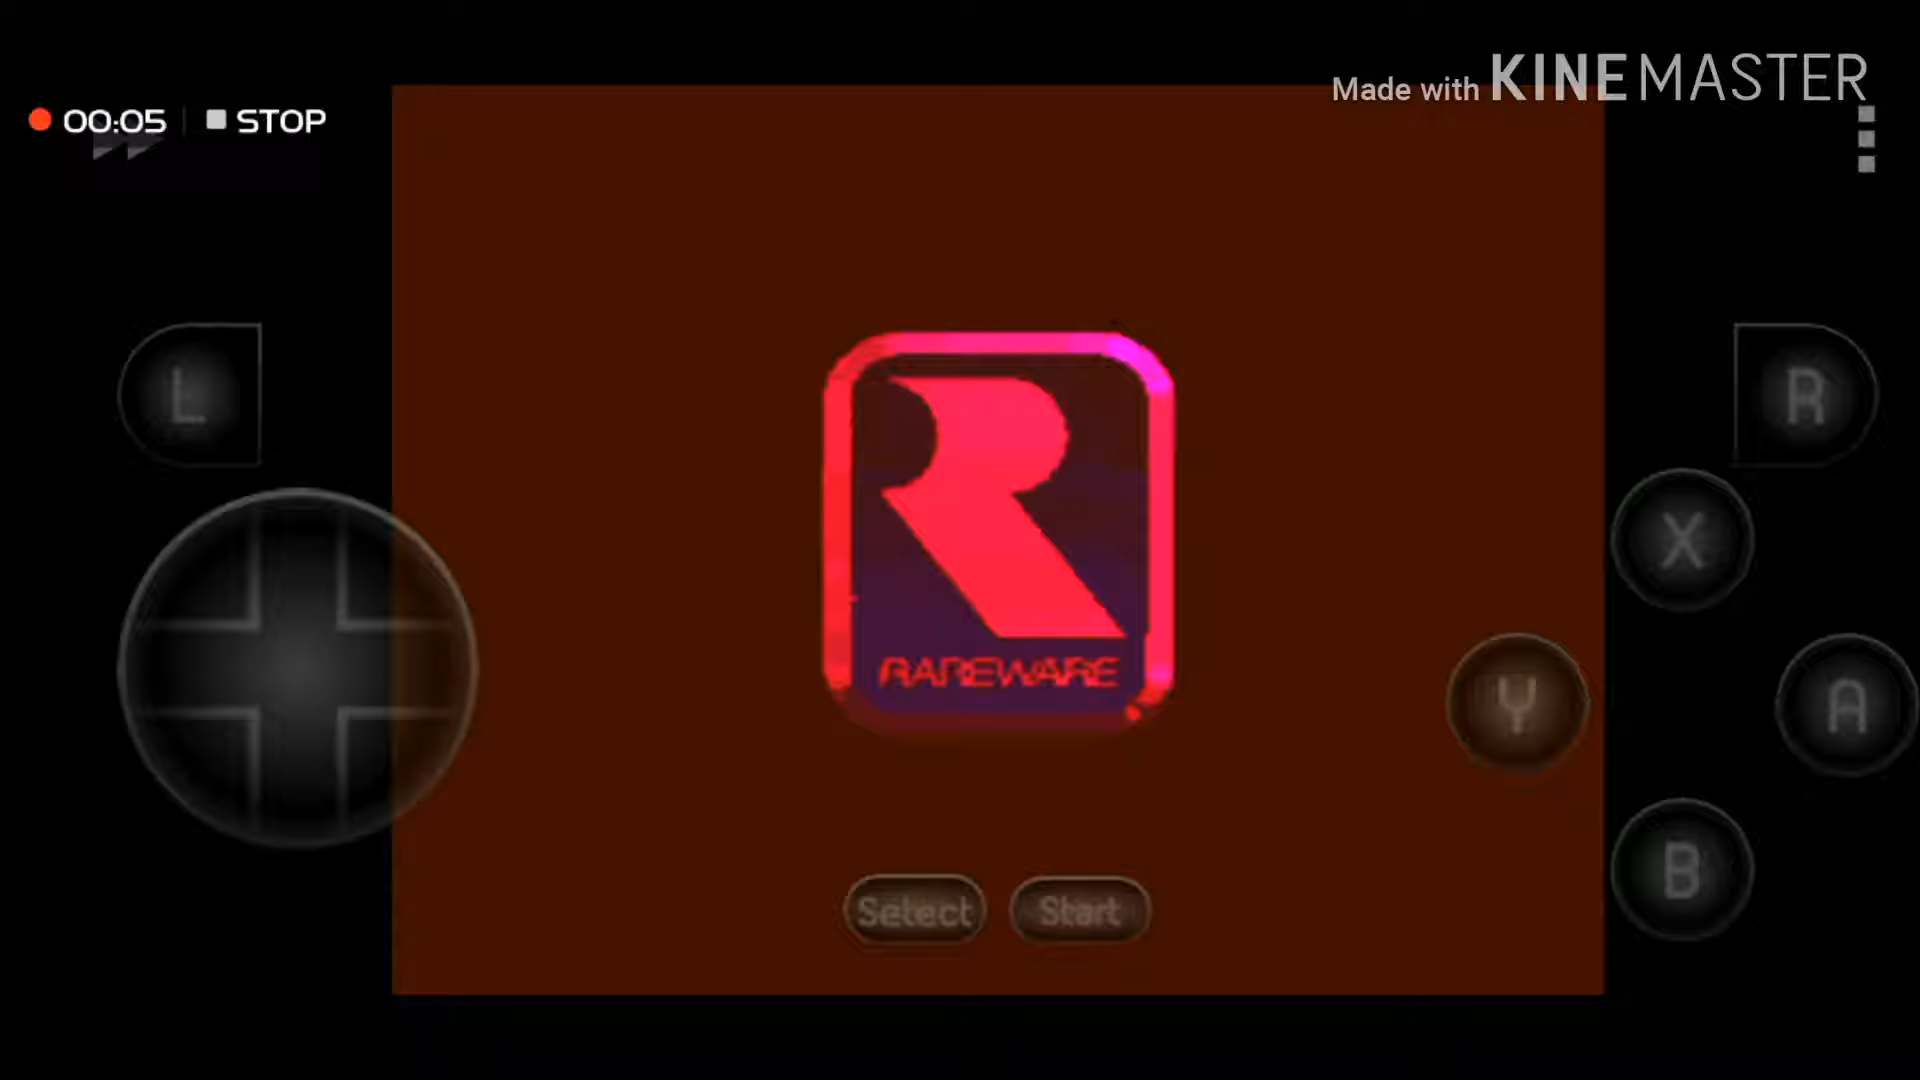 Made with KINEMASTER
00:05 STOP
L
R
X
RAREWARE
Y
A
B
Select
Start